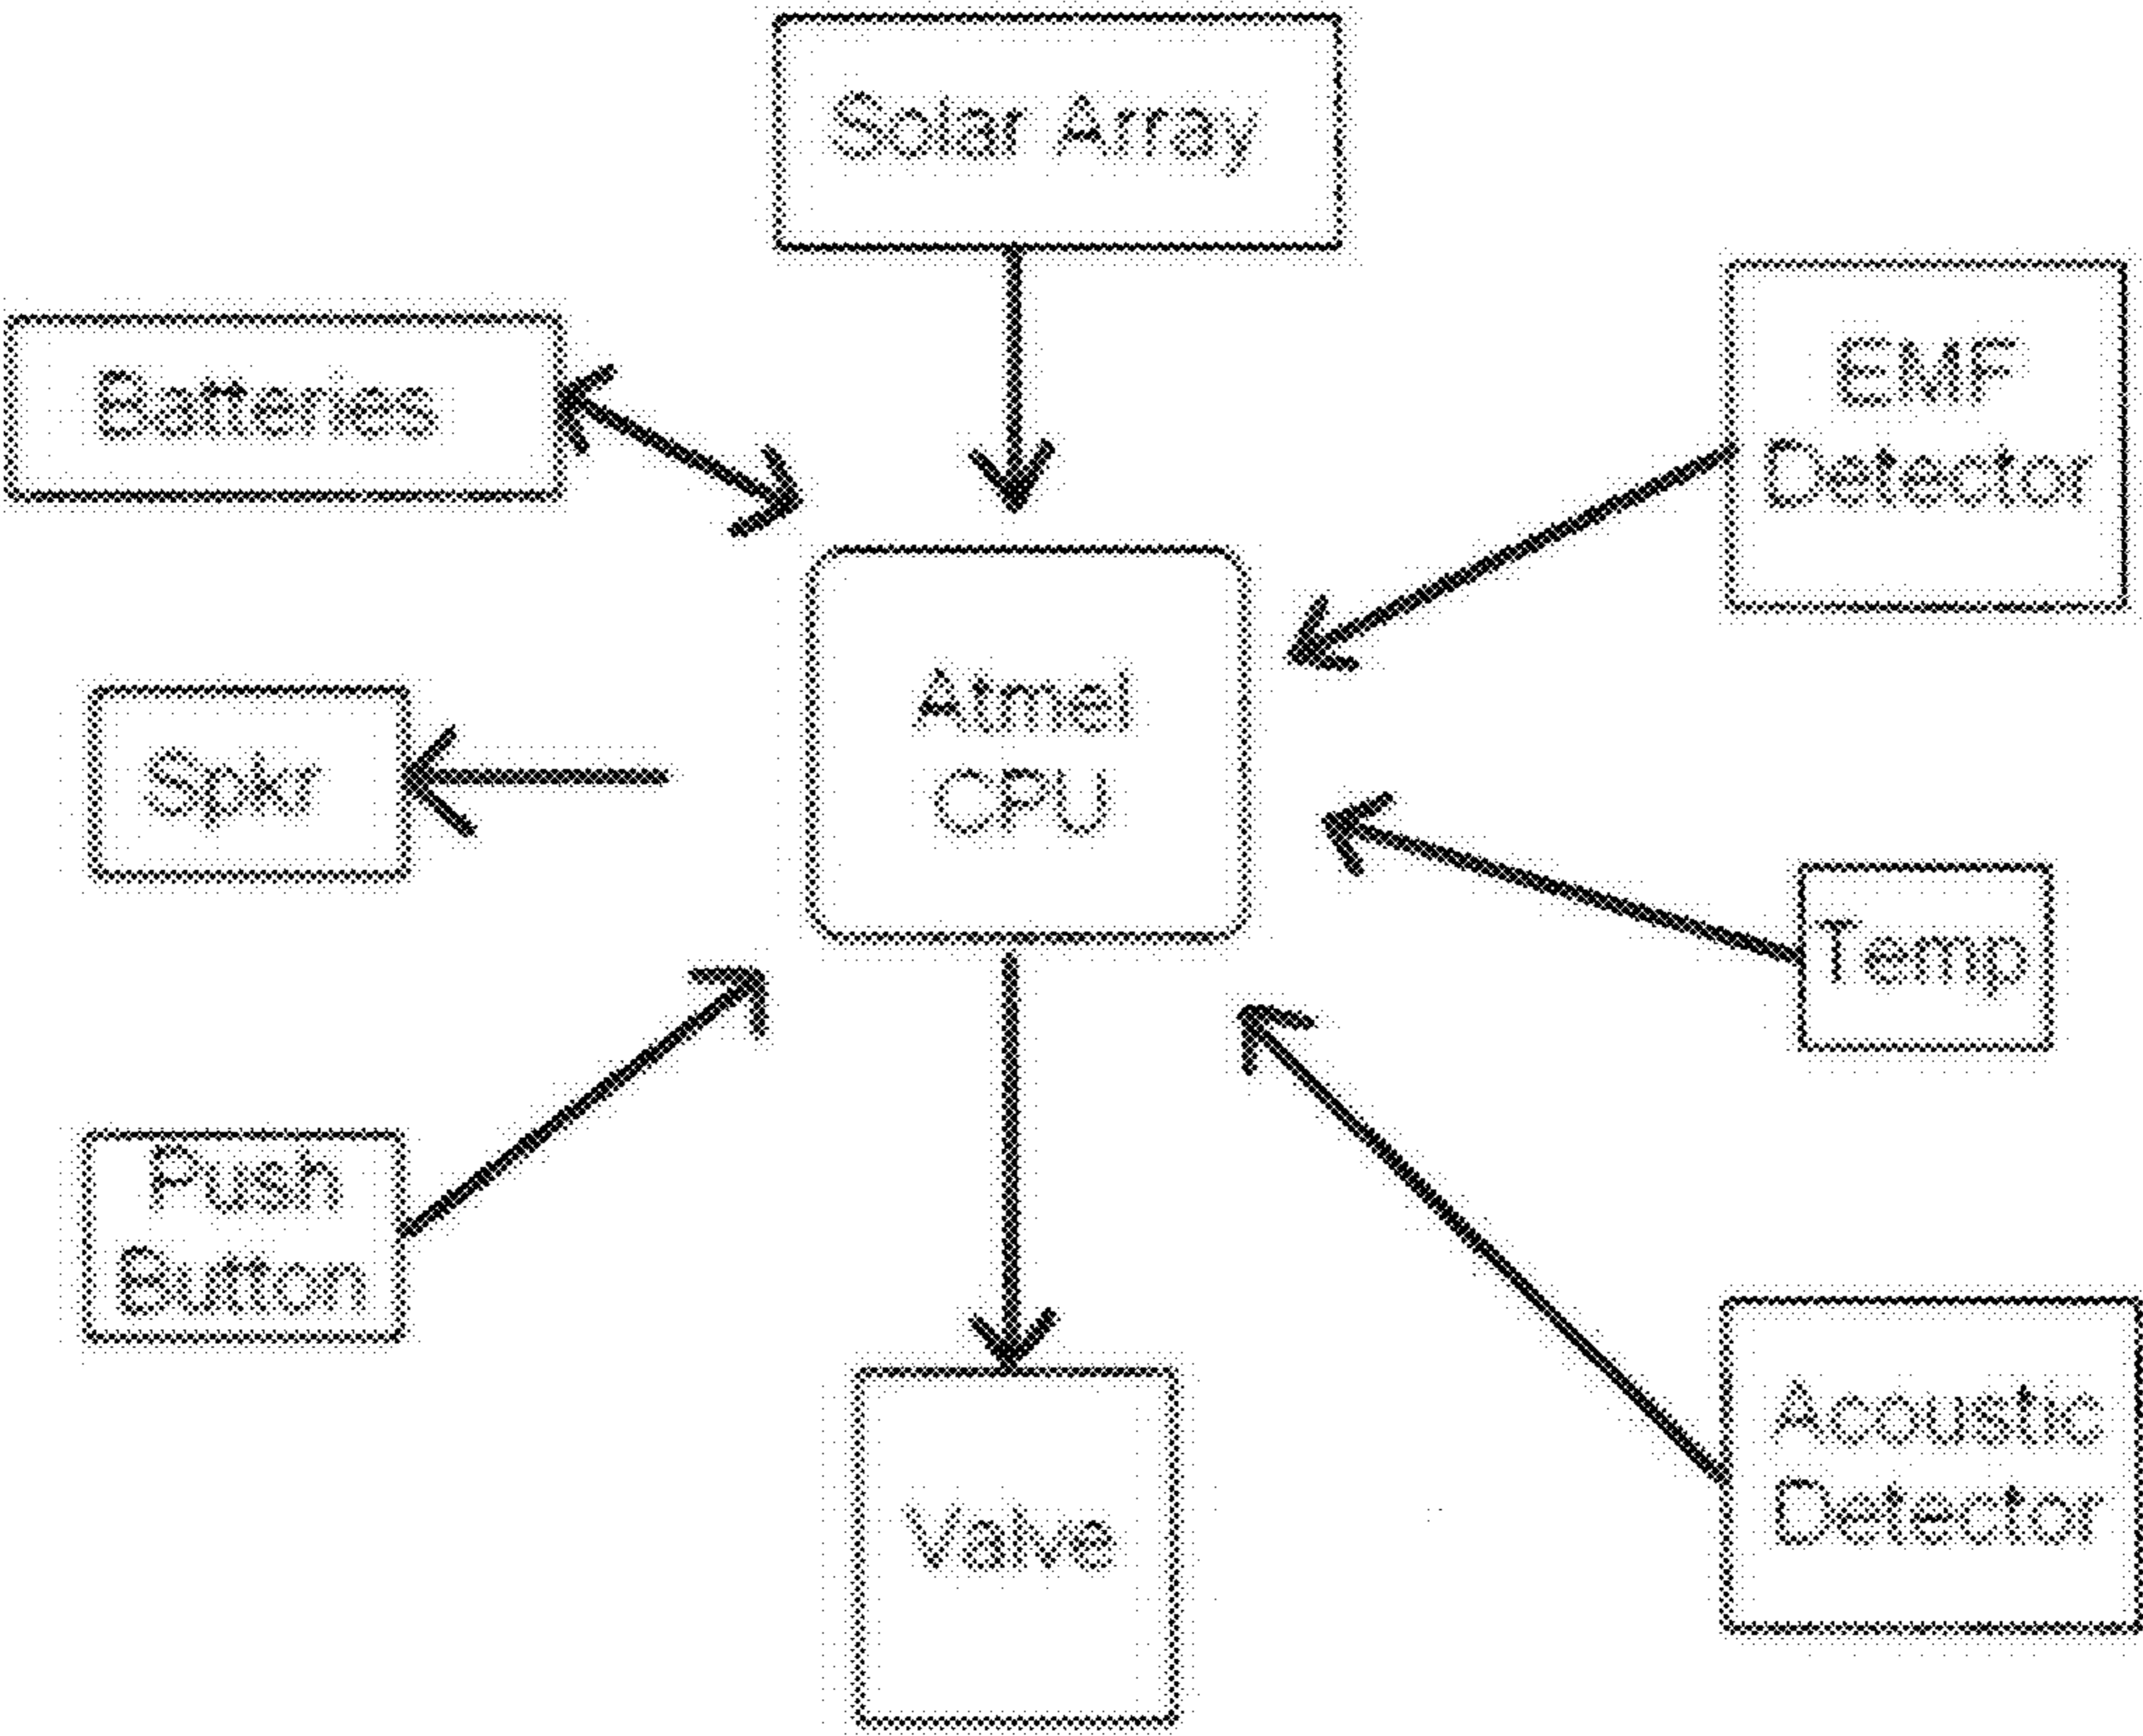 Solar Array
Batteries
EMF
Detector
Atmel
CPU
Spkr
Temp
Push
Button
Acoustic
Detector
Valve